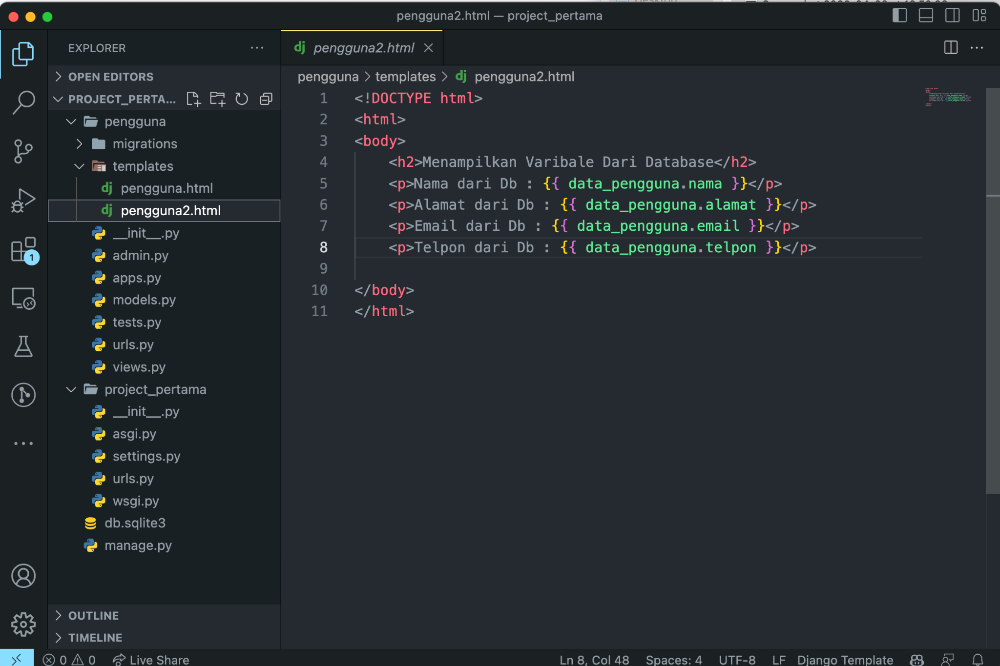 pengguna2.html — project_pertama
EXPLORER
OPEN EDITORS
PROJECT_PERTA...
pengguna
migrations
templates
pengguna.html
pengguna2.html
__init__.py
admin.py
apps.py
models.py
tests.py
urls.py
views.py
project_pertama
__init__.py
asgi.py
settings.py
urls.py
wsgi.py
db.sqlite3
manage.py
OUTLINE
TIMELINE
1
dj pengguna2.html
pengguna > templates > dj pengguna2.html
1 <!DOCTYPE html>
2 <html>
3 <body>
4 <h2>Menampilkan Varibale Dari Database</h2>
5 <p>Nama dari Db : {{ data_pengguna.nama }}</p>
6 <p>Alamat dari Db : {{ data_pengguna.alamat }}</p>
7 <p>Email dari Db : {{ data_pengguna.email }}</p>
8 <p>Telpon dari Db : {{ data_pengguna.telpon }}</p>
9
10 </body>
11 </html>
0 0 Live Share
Ln 8, Col 48 Spaces: 4 UTF-8 LF Django Template